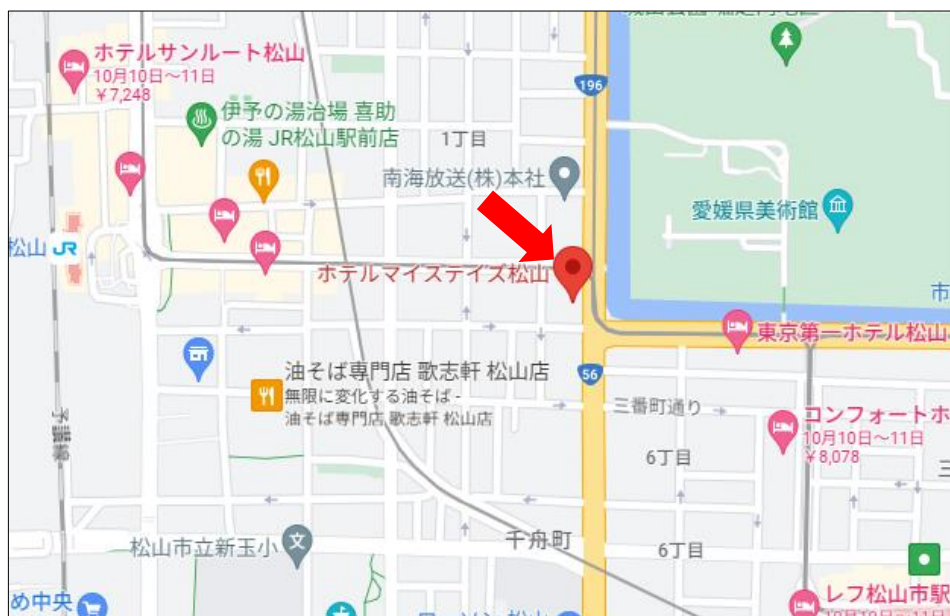 ホテルサンルート松山
10月10日～11日
￥7,248
伊予の湯治場 喜助
の湯 JR松山駅前店
196
1丁目
南海放送(株)本社
愛媛県美術館
松山 JR
ホテルマイステイズ松山
市
東京第一ホテル松山
油そば専門店 歌志軒 松山店
無限に変化する油そば -
油そば専門店 歌志軒 松山店
56
三番町通り
コンフォートホ
10月10日～11日
￥8,078
予讃線
6丁目
三
松山市立新玉小
文
千舟町
6丁目
め中央
レフ松山市駅